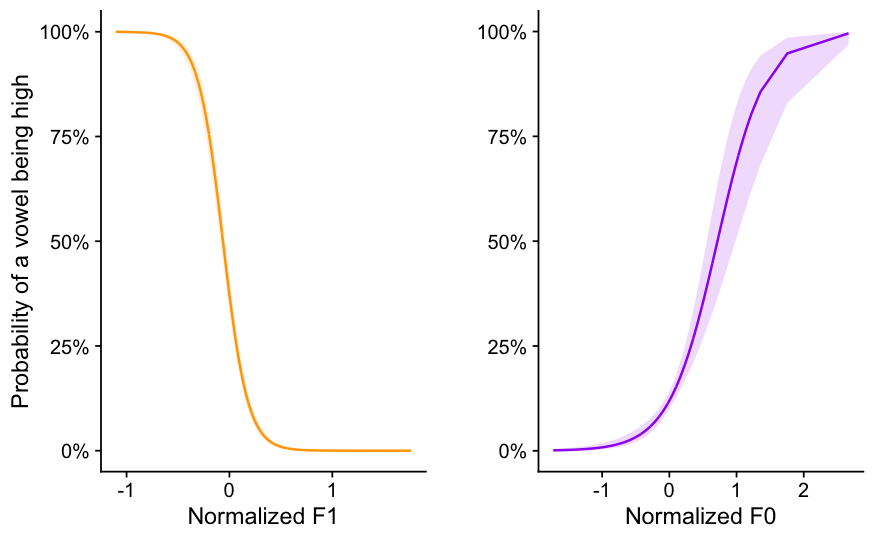 Probability of a vowel being high
100%
75%
50%
25%
0%
-1 0 1
Normalized F1
100%
75%
50%
25%
0%
-1 0 1 2
Normalized F0